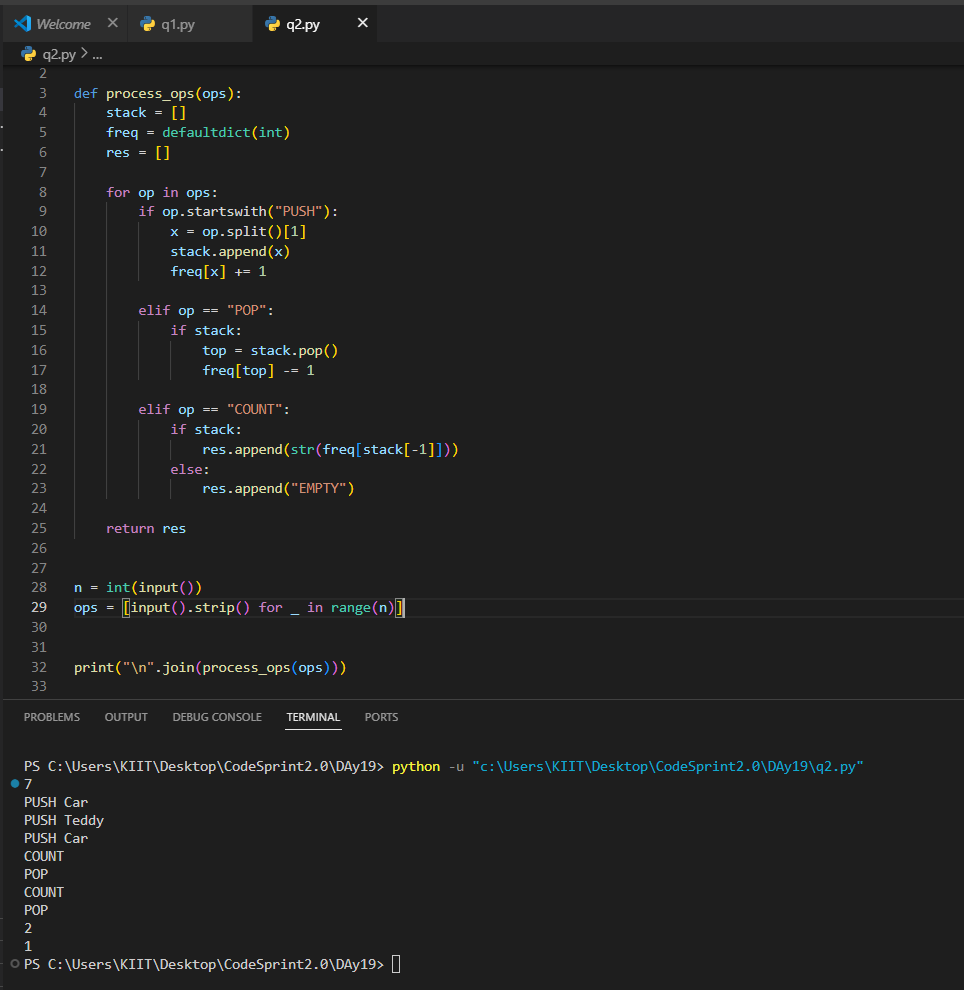 Welcome q1.py q2.py
q2.py > ...
2
3 def process_ops(ops):
4     stack = []
5     freq = defaultdict(int)
6     res = []
7
8     for op in ops:
9         if op.startswith("PUSH"):
10             x = op.split()[1]
11             stack.append(x)
12             freq[x] += 1
13
14         elif op == "POP":
15             if stack:
16                 top = stack.pop()
17                 freq[top] -= 1
18
19         elif op == "COUNT":
20             if stack:
21                 res.append(str(freq[stack[-1]]))
22             else:
23                 res.append("EMPTY")
24
25     return res
26
27
28 n = int(input())
29 ops = [input().strip() for _ in range(n)]
30
31
32 print("\n".join(process_ops(ops)))
33
PROBLEMS OUTPUT DEBUG CONSOLE TERMINAL PORTS
PS C:\Users\KIIT\Desktop\CodeSprint2.0\DAy19> python -u "c:\Users\KIIT\Desktop\CodeSprint2.0\DAy19\q2.py"
7
PUSH Car
PUSH Teddy
PUSH Car
COUNT
POP
COUNT
POP
2
1
PS C:\Users\KIIT\Desktop\CodeSprint2.0\DAy19>